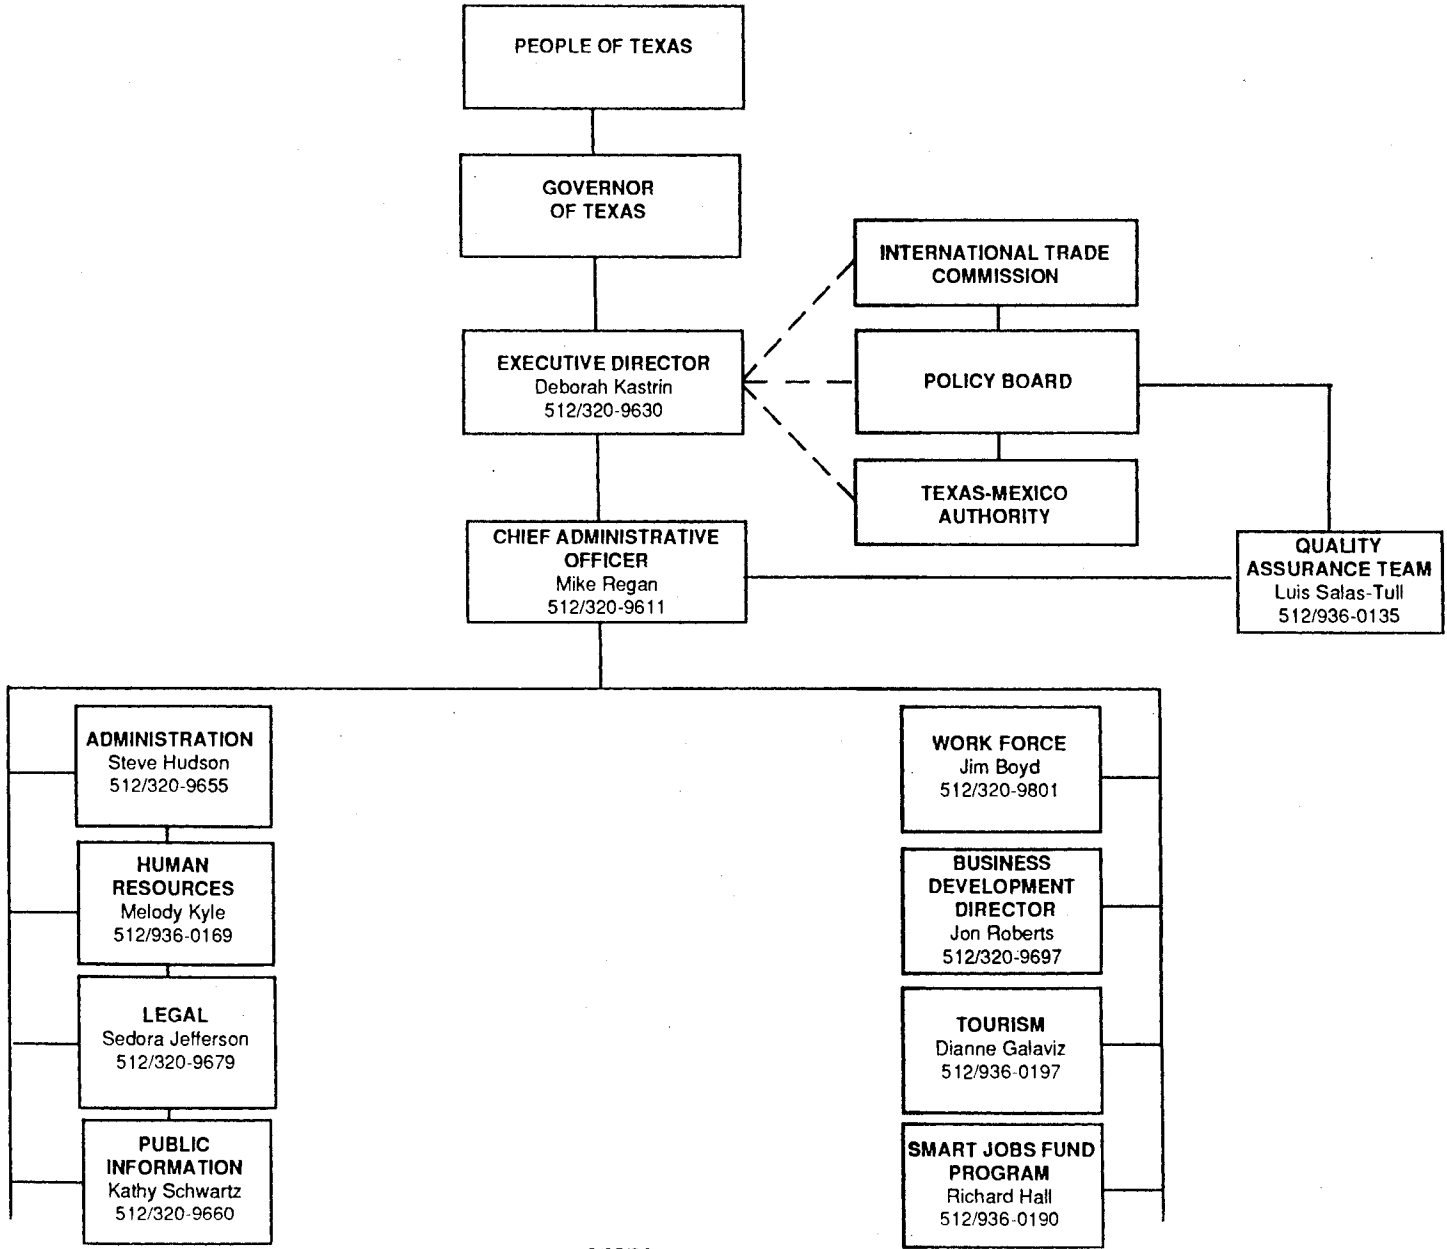 PEOPLE OF TEXAS
GOVERNOR
OF TEXAS
INTERNATIONAL TRADE
COMMISSION
EXECUTIVE DIRECTOR
Deborah Kastrin
512/320-9630
POLICY BOARD
TEXAS-MEXICO
AUTHORITY
CHIEF ADMINISTRATIVE
OFFICER
Mike Regan
512/320-9611
QUALITY
ASSURANCE TEAM
Luis Salas-Tull
512/936-0135
ADMINISTRATION
Steve Hudson
512/320-9655
HUMAN
RESOURCES
Melody Kyle
512/936-0169
LEGAL
Sedora Jefferson
512/320-9679
PUBLIC
INFORMATION
Kathy Schwartz
512/320-9660
WORK FORCE
Jim Boyd
512/320-9801
BUSINESS
DEVELOPMENT
DIRECTOR
Jon Roberts
512/320-9697
TOURISM
Dianne Galaviz
512/936-0197
SMART JOBS FUND
PROGRAM
Richard Hall
512/936-0190